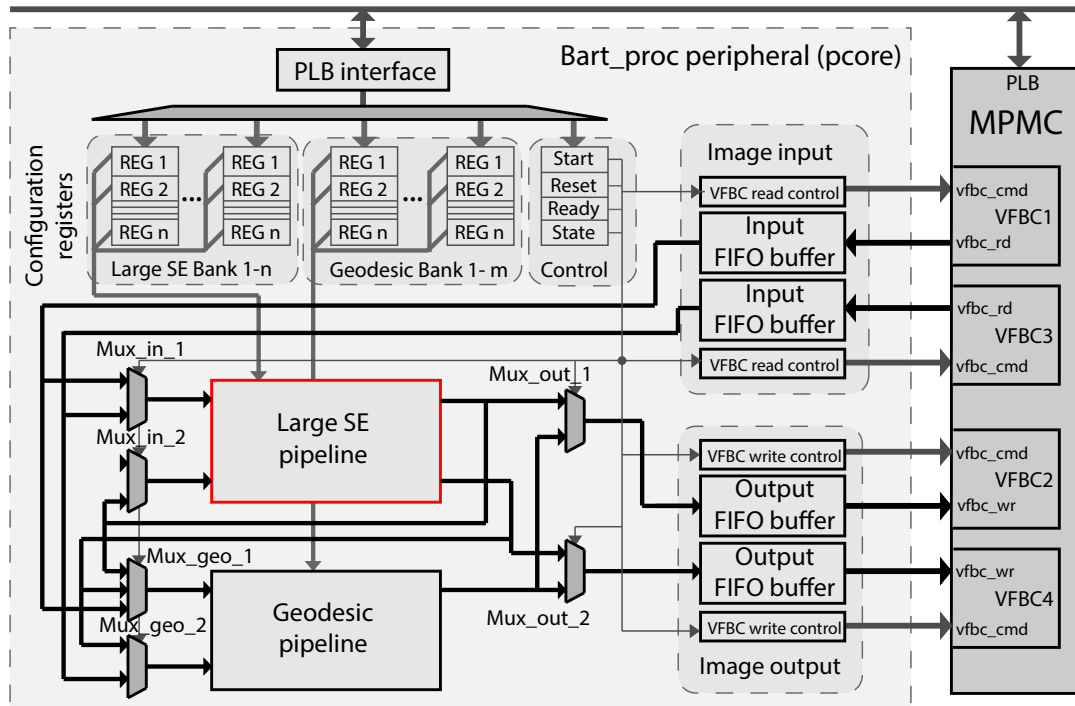 Bart_proc peripheral (pcore)
PLB interface
PLB
MPMC
Configuration
registers
REG 1
REG 2
REG n
...
REG 1
REG 2
REG n
Large SE Bank 1-n
REG 1
REG 2
REG n
...
REG 1
REG 2
REG n
Geodesic Bank 1- m
Start
Reset
Ready
State
Control
Image input
VFBC read control
Input
FIFO buffer
Input
FIFO buffer
VFBC read control
vfbc_cmd
VFBC1
vfbc_rd
vfbc_rd
VFBC3
vfbc_cmd
Mux_in_1
Mux_in_2
Large SE
pipeline
Mux_out_1
Mux_geo_1
Mux_geo_2
Geodesic
pipeline
Mux_out_2
VFBC write control
Output
FIFO buffer
Output
FIFO buffer
VFBC write control
Image output
vfbc_cmd
VFBC2
vfbc_wr
vfbc_wr
VFBC4
vfbc_cmd